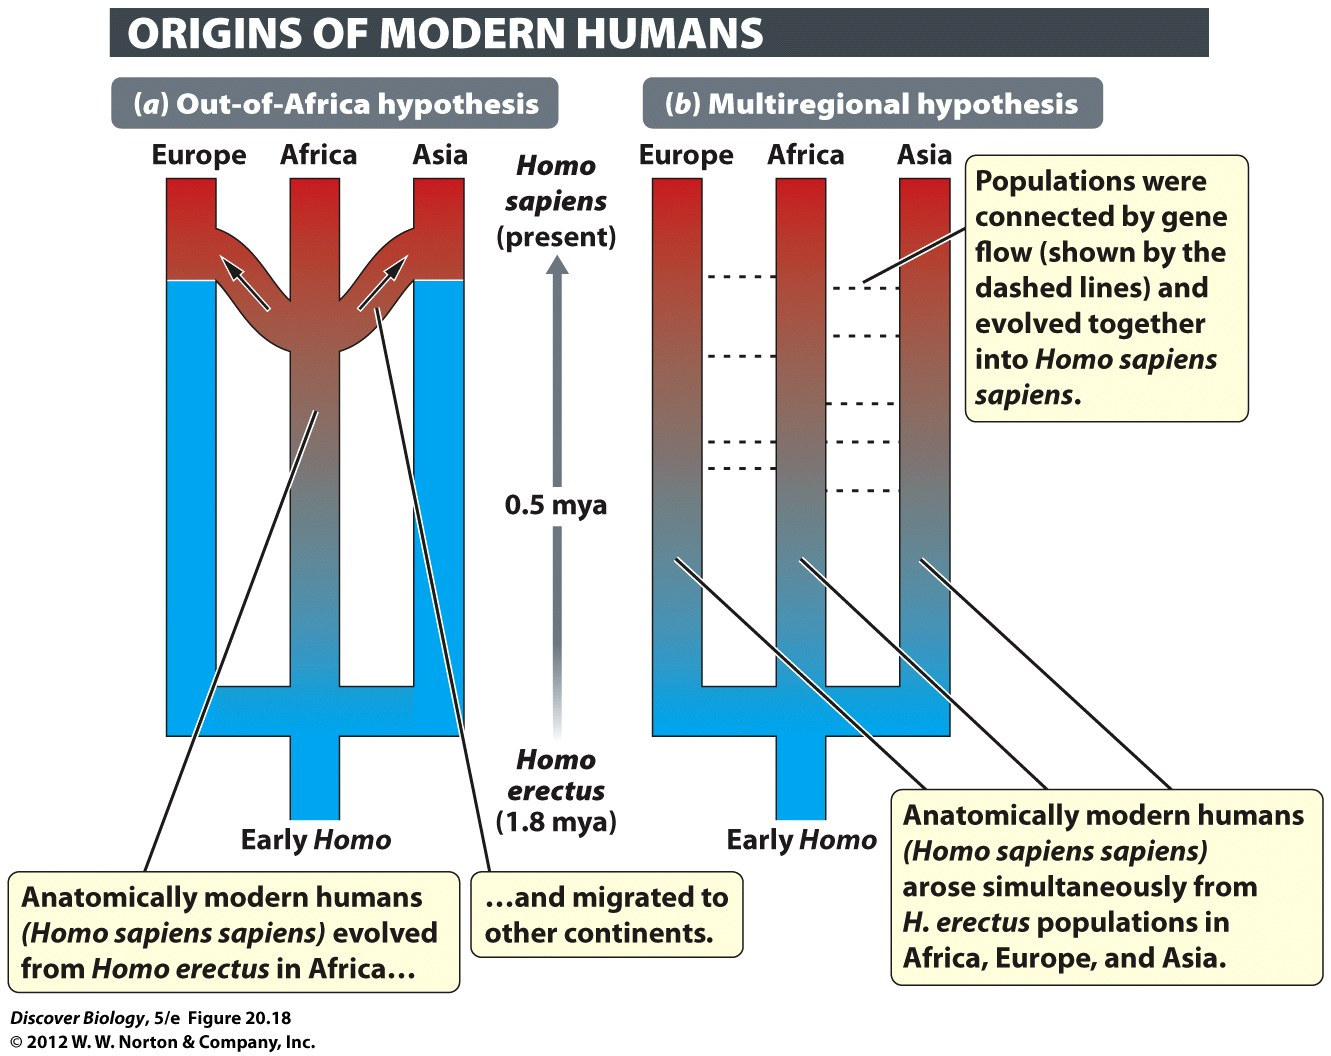 ORIGINS OF MODERN HUMANS
(a) Out-of-Africa hypothesis
Europe Africa Asia
Homo
sapiens
(present)
0.5 mya
Homo
erectus
(1.8 mya)
Early Homo
Anatomically modern humans
(Homo sapiens sapiens) evolved
from Homo erectus in Africa…
…and migrated to
other continents.
(b) Multiregional hypothesis
Europe Africa Asia
Populations were
connected by gene
flow (shown by the
dashed lines) and
evolved together
into Homo sapiens
sapiens.
Early Homo
Anatomically modern humans
(Homo sapiens sapiens)
arose simultaneously from
H. erectus populations in
Africa, Europe, and Asia.
Discover Biology, 5/e Figure 20.18
© 2012 W. W. Norton & Company, Inc.